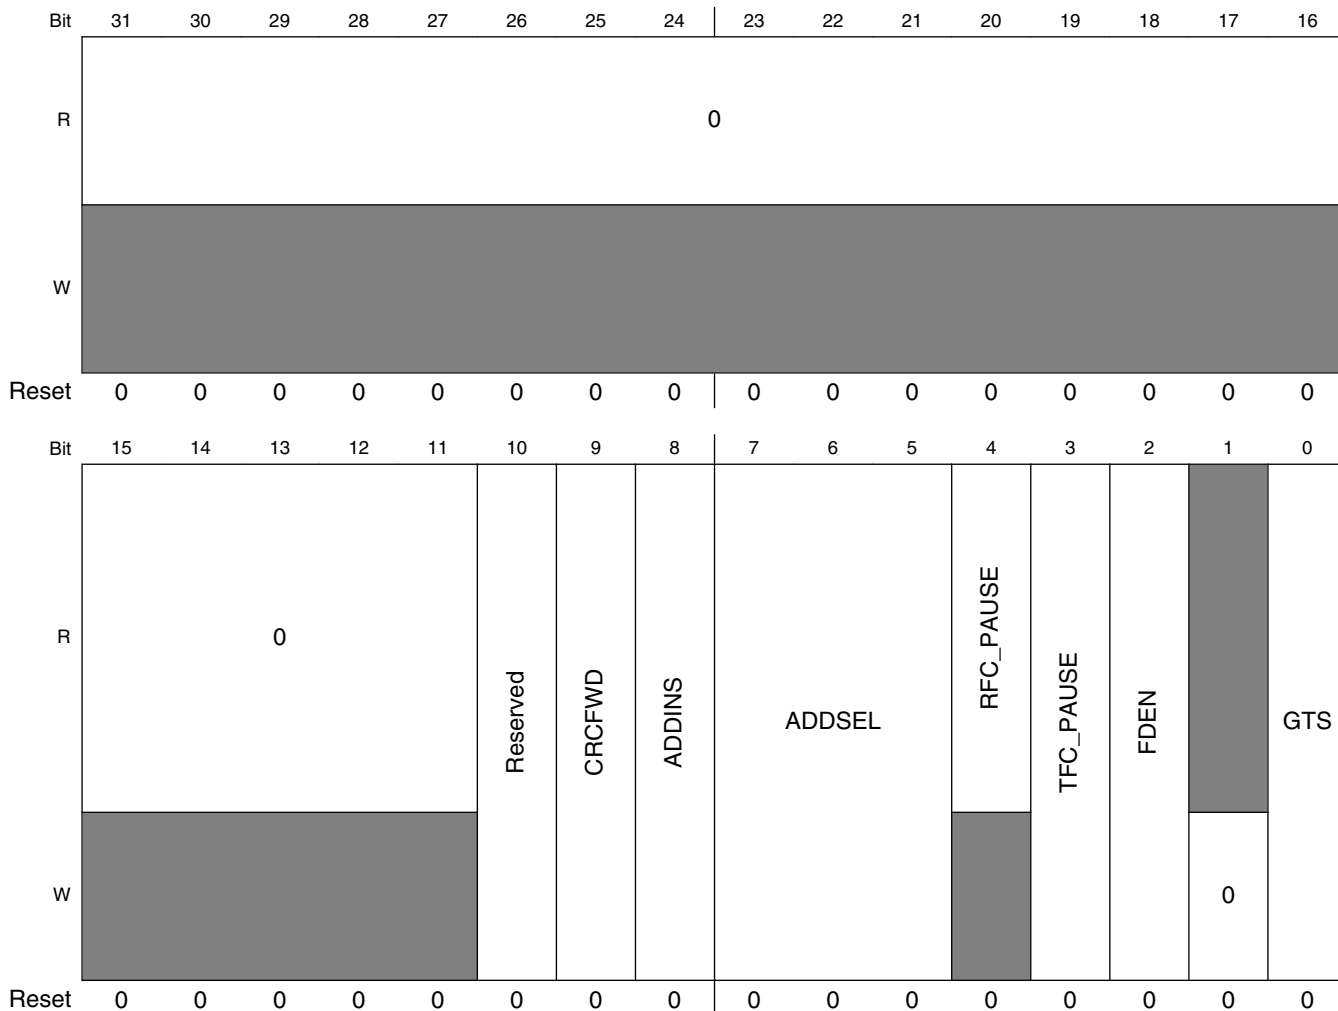 Bit 31 30 29 28 27 26 25 24 23 22 21 20 19 18 17 16
R 0
W
Reset 0 0 0 0 0 0 0 0 0 0 0 0 0 0 0 0
Bit 15 14 13 12 11 10 9 8 7 6 5 4 3 2 1 0
R 0 Reserved CRCFWD ADDINS ADDSEL RFC_PAUSE TFC_PAUSE FDEN GTS
W 0
Reset 0 0 0 0 0 0 0 0 0 0 0 0 0 0 0 0